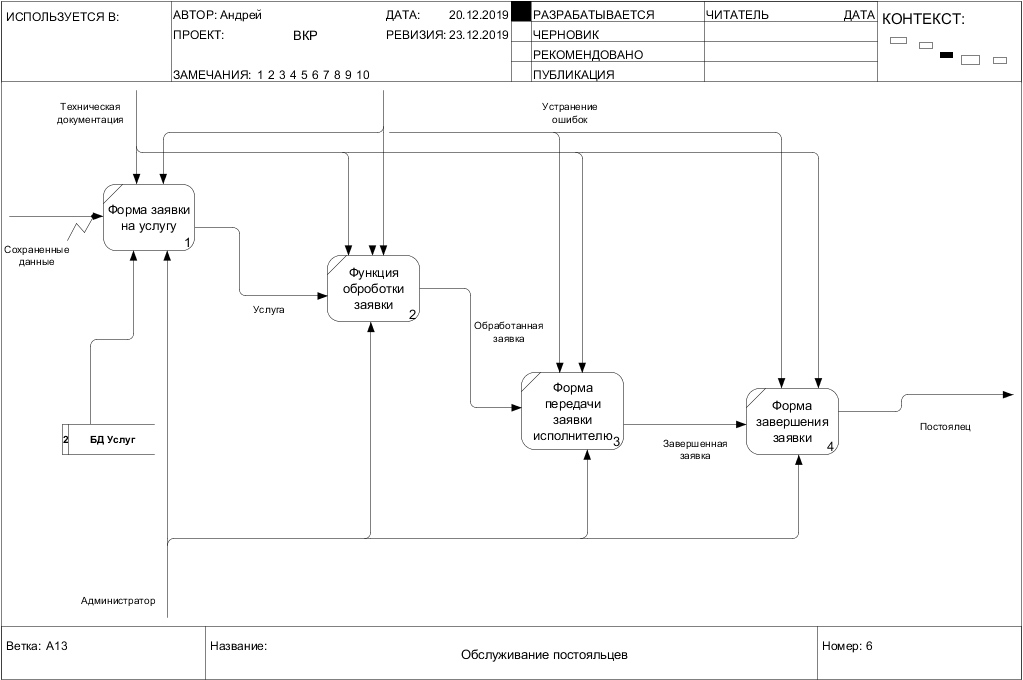 ИСПОЛЬЗУЕТСЯ В:
АВТОР: Андрей
ДАТА: 20.12.2019
ПРОЕКТ: ВКР
РЕВИЗИЯ: 23.12.2019
ЗАМЕЧАНИЯ: 1 2 3 4 5 6 7 8 9 10
РАЗРАБАТЫВАЕТСЯ
ЧЕРНОВИК
РЕКОМЕНДОВАНО
ПУБЛИКАЦИЯ
ЧИТАТЕЛЬ ДАТА
КОНТЕКСТ:
Техническая
документация
Устранение
ошибок
Форма заявки
на услугу
1
Сохраненные
данные
Услуга
Функция
оброботки
заявки
2
Обработанная
заявка
Форма
передачи
заявки
исполнителю
3
Завершенная
заявка
Форма
завершения
заявки
4
Постоялец
2 БД Услуг
Администратор
Ветка: А13
Название:
Обслуживание постояльцев
Номер: 6